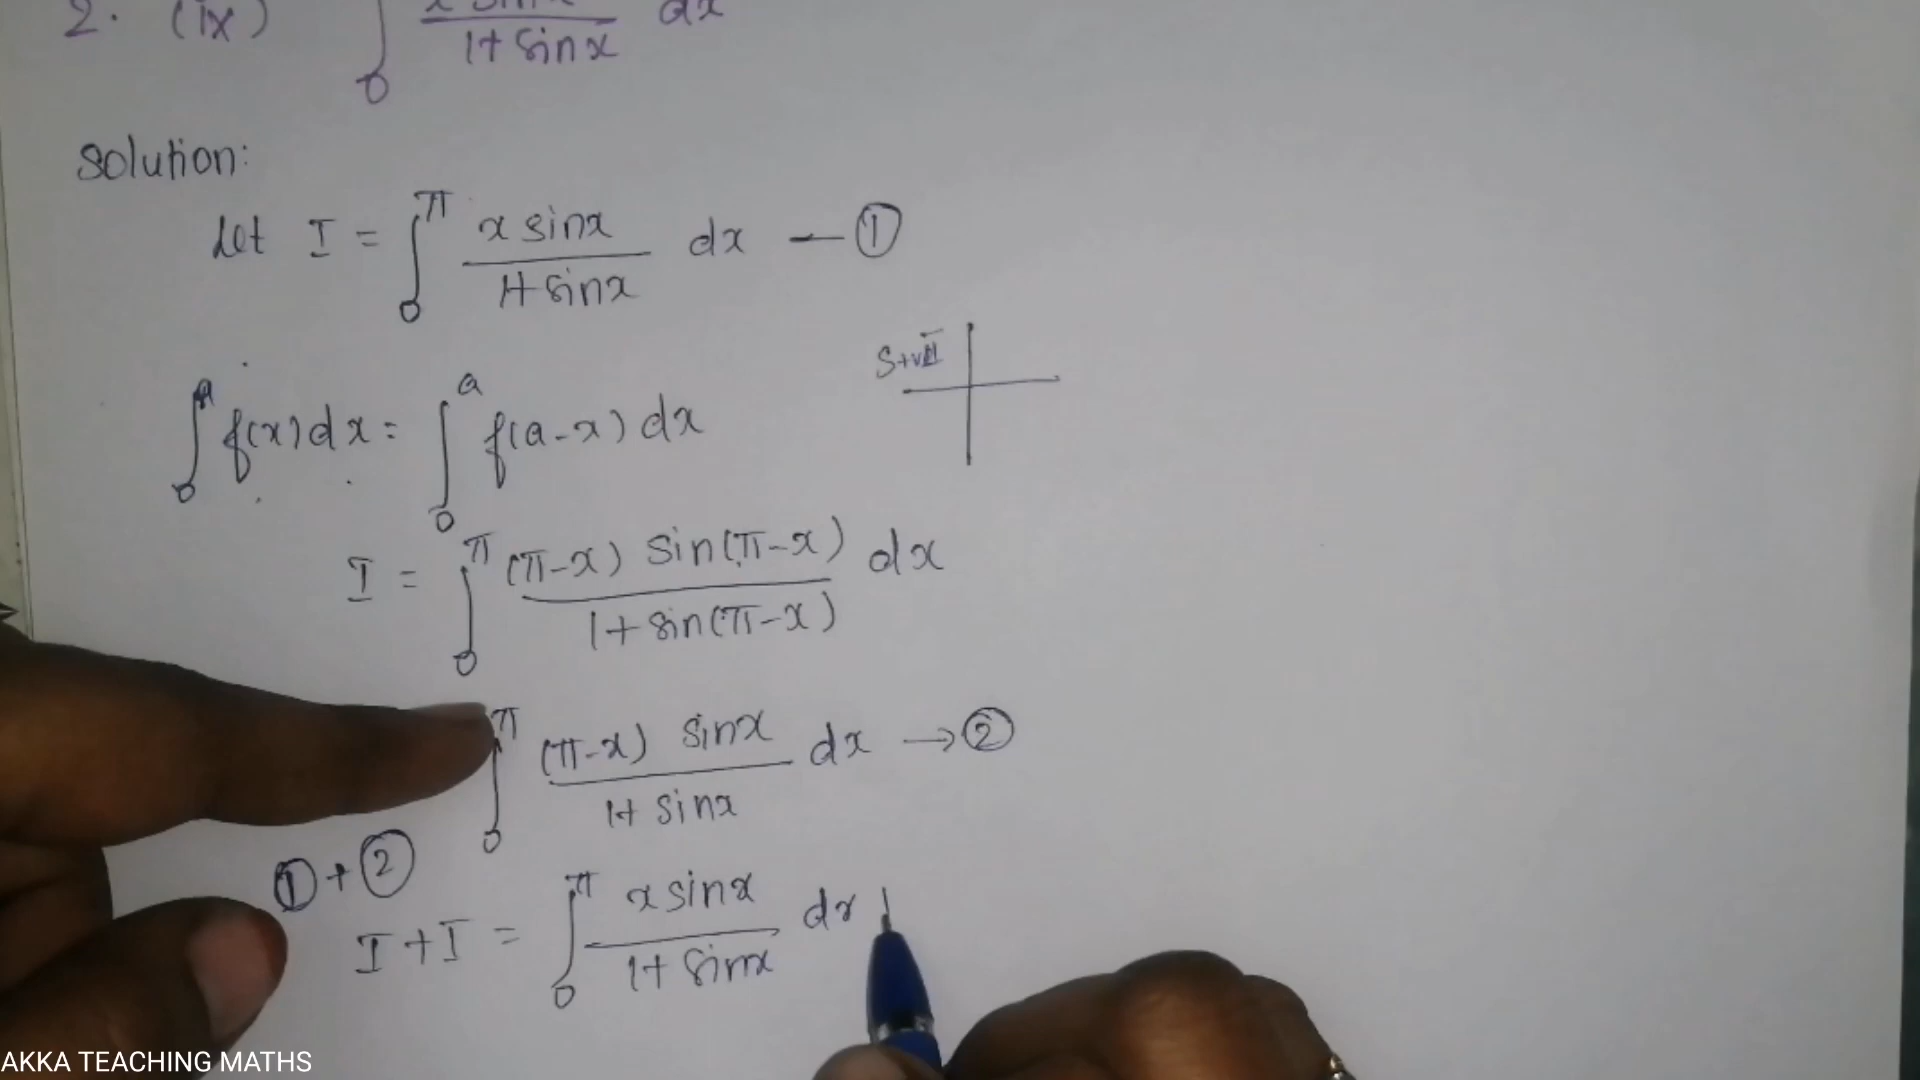 2. (ix) ∫₀ x sinx / 1+ sinx dx
Solution:
Let I = ∫₀^π x sinx / 1+sinx dx — ①
S+ve II
∫₀^a f(x)dx = ∫₀^a f(a-x) dx
I = ∫₀^π (π-x) sin(π-x) / 1+ sin(π-x) dx
∫₀^π (π-x) sinx / 1+ sinx dx → ②
① + ②
I + I = ∫₀^π x sinx / 1+ sinx dx
AKKA TEACHING MATHS